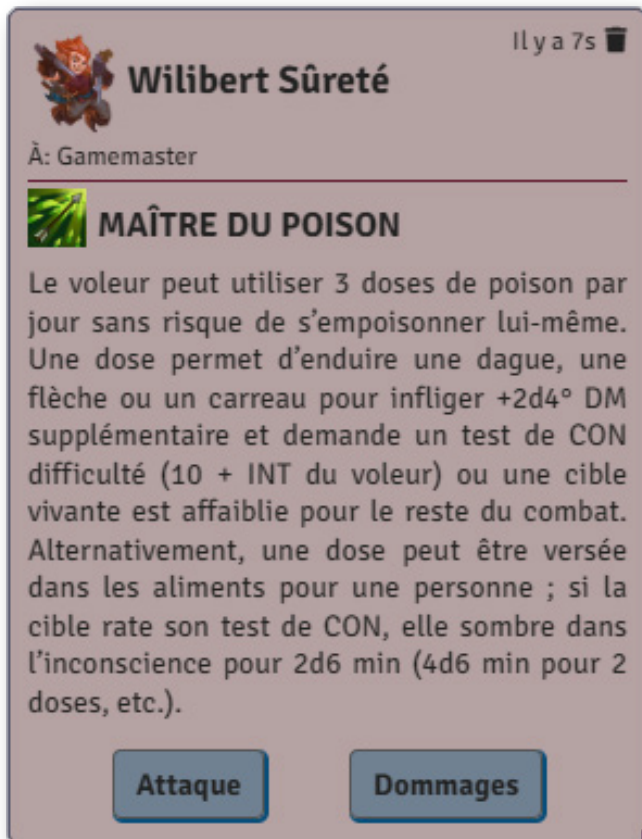 Il y a 7s
Wilibert Sûreté
À: Gamemaster
MAÎTRE DU POISON
Le voleur peut utiliser 3 doses de poison par
jour sans risque de s’empoisonner lui-même.
Une dose permet d’enduire une dague, une
flèche ou un carreau pour infliger +2d4° DM
supplémentaire et demande un test de CON
difficulté (10 + INT du voleur) ou une cible
vivante est affaiblie pour le reste du combat.
Alternativement, une dose peut être versée
dans les aliments pour une personne ; si la
cible rate son test de CON, elle sombre dans
l’inconscience pour 2d6 min (4d6 min pour 2
doses, etc.).
Attaque Dommages